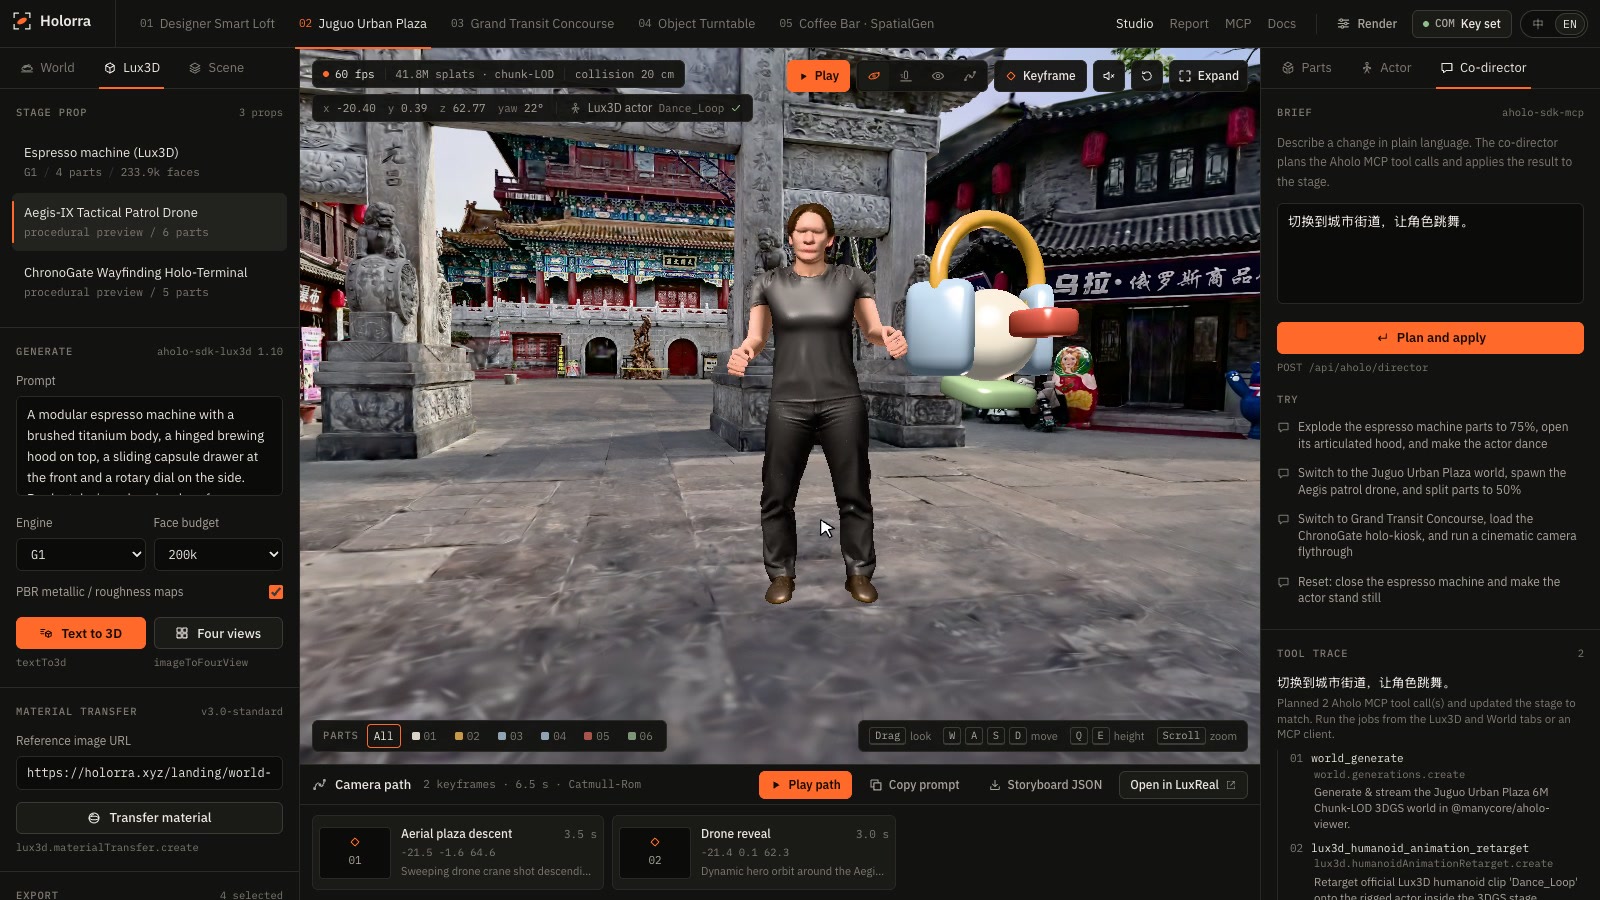 Holorra
01 Designer Smart Loft
02 Juguo Urban Plaza
03 Grand Transit Concourse
04 Object Turntable
05 Coffee Bar · SpatialGen
Studio
Report
MCP
Docs
Render
COM Key set
中
EN
World
Lux3D
Scene
STAGE PROP
3 props
Espresso machine (Lux3D)
G1 / 4 parts / 233.9k faces
Aegis-IX Tactical Patrol Drone
procedural preview / 6 parts
ChronoGate Wayfinding Holo-Terminal
procedural preview / 5 parts
GENERATE
aholo-sdk-lux3d 1.10
Prompt
A modular espresso machine with a
brushed titanium body, a hinged brewing
hood on top, a sliding capsule drawer at
the front and a rotary dial on the side.
Engine
Face budget
G1
200k
PBR metallic / roughness maps
Text to 3D
Four views
textTo3d
imageToFourView
MATERIAL TRANSFER
v3.0-standard
Reference image URL
https://holorra.xyz/landing/world-
Transfer material
lux3d.materialTransfer.create
EXPORT
4 selected
60 fps
41.8M splats · chunk-LOD
collision 20 cm
Play
Keyframe
Expand
x -20.40 y 0.39 z 62.77 yaw 22°
Lux3D actor Dance_Loop ✓
乌拉·俄罗斯商品
PARTS
All
01
02
03
04
05
06
Drag look
W A S D move
Q E height
Scroll zoom
Camera path
2 keyframes · 6.5 s · Catmull-Rom
Play path
Copy prompt
Storyboard JSON
Open in LuxReal
01
Aerial plaza descent
3.5 s
-21.5 -1.6 64.6
Sweeping drone crane shot descendi...
02
Drone reveal
3.0 s
-21.4 0.1 62.3
Dynamic hero orbit around the Aegi...
Parts
Actor
Co-director
BRIEF
aholo-sdk-mcp
Describe a change in plain language. The co-director
plans the Aholo MCP tool calls and applies the result to
the stage.
切换到城市街道，让角色跳舞。
Plan and apply
POST /api/aholo/director
TRY
Explode the espresso machine parts to 75%, open
its articulated hood, and make the actor dance
Switch to the Juguo Urban Plaza world, spawn the
Aegis patrol drone, and split parts to 50%
Switch to Grand Transit Concourse, load the
ChronoGate holo-kiosk, and run a cinematic camera
flythrough
Reset: close the espresso machine and make the
actor stand still
TOOL TRACE
2
切换到城市街道，让角色跳舞。
Planned 2 Aholo MCP tool call(s) and updated the stage to
match. Run the jobs from the Lux3D and World tabs or an
MCP client.
01 world_generate
world.generations.create
Generate & stream the Juguo Urban Plaza 6M
Chunk-LOD 3DGS world in @manycore/aholo-
viewer.
02 lux3d_humanoid_animation_retarget
lux3d.humanoidAnimationRetarget.create
Retarget official Lux3D humanoid clip 'Dance_Loop'
onto the rigged actor inside the 3DGS stage.